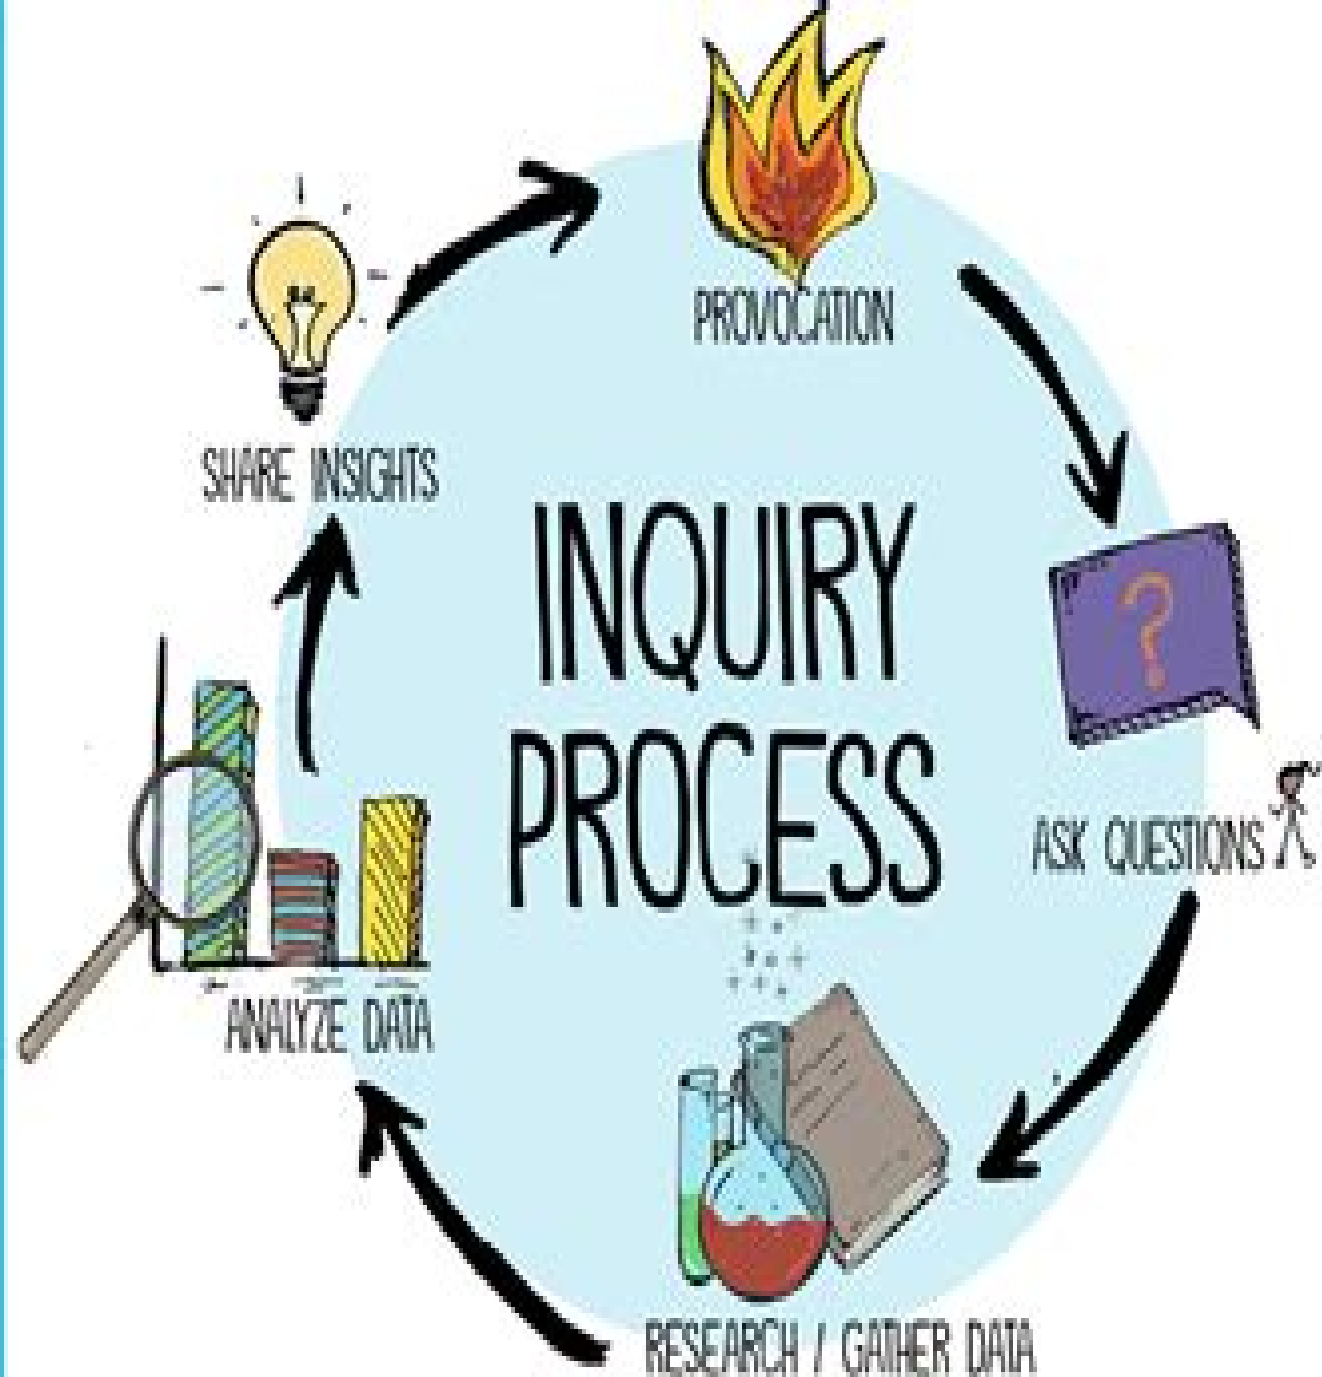 PROVOCATION
?
ASK QUESTIONS
RESEARCH / GATHER DATA
ANALYZE DATA
SHARE INSIGHTS
INQUIRY
PROCESS